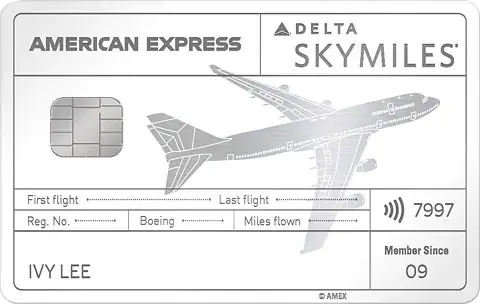 AMERICAN EXPRESS
DELTA
SKYMILES®
First flight Last flight
Reg. No. Boeing Miles flown
7997
Member Since
09
IVY LEE
© AMEX